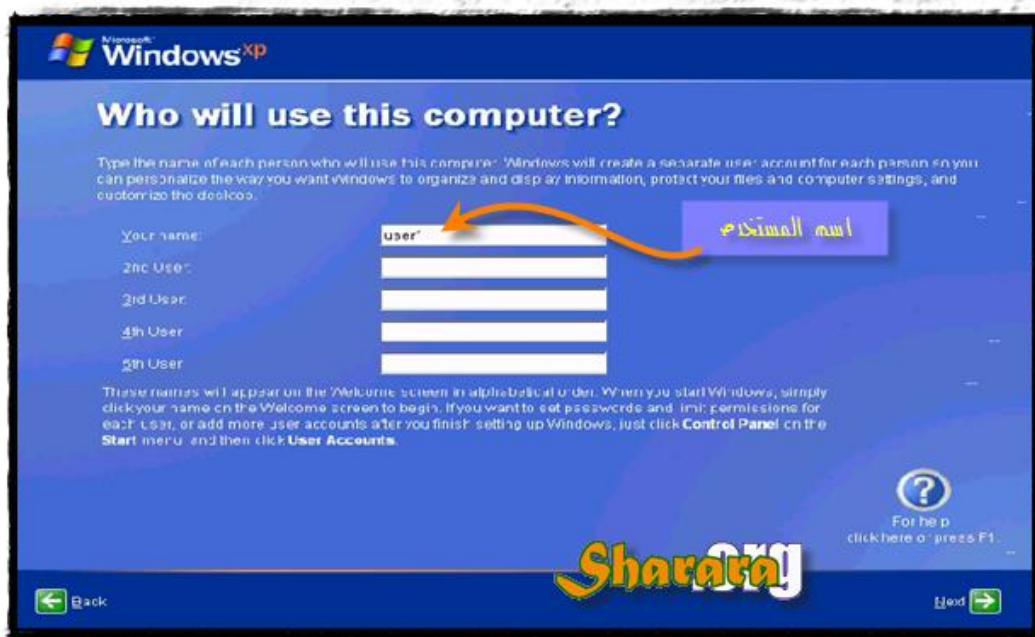 Microsoft
Windows xp
Who will use this computer?
Type the name of each person who will use this computer. Windows will create a separate user account for each person so you
can personalize the way you want Windows to organize and display information, protect your files and computer settings, and
customize the desktop.
Your name:
user
اسم المستخدم
2nd User:
3rd User:
4th User
5th User
These names will appear on the Welcome screen in alphabetical order. When you start Windows, simply
click your name on the Welcome screen to begin. If you want to set passwords and limit permissions for
each user, or add more user accounts after you finish setting up Windows, just click Control Panel on the
Start menu and then click User Accounts.
?
For help
click here or press F1.
Sharara.org
Back
Next